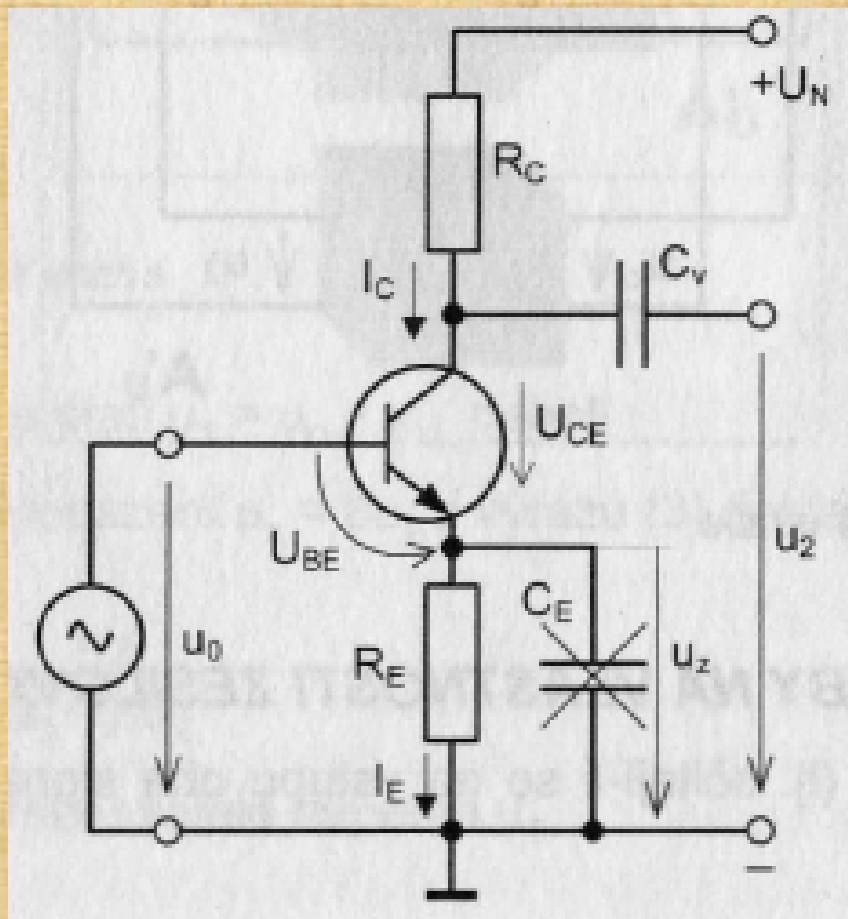 +U_N
R_C
I_C
C_v
U_CE
U_BE
u_0
R_E
C_E
u_z
u_2
I_E
–